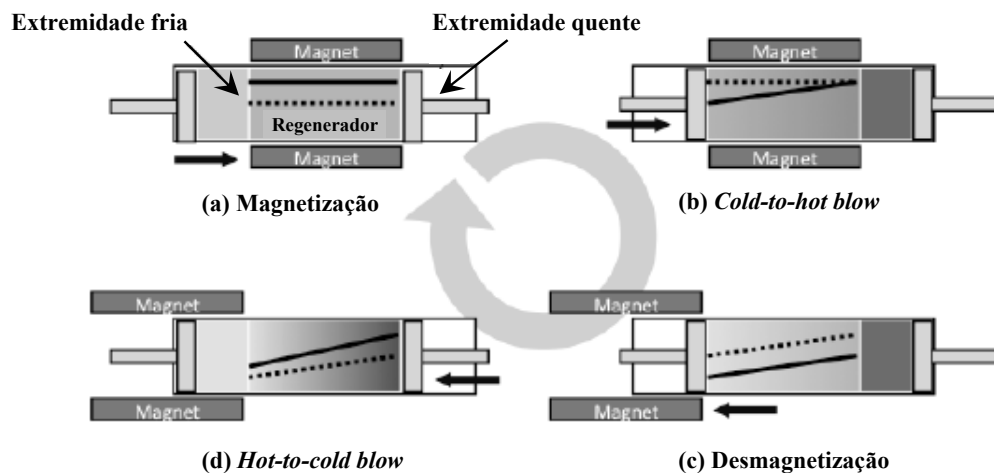 Extremidade fria
Extremidade quente
Magnet
Regenerador
Magnet
(a) Magnetização
Magnet
Magnet
(b) Cold-to-hot blow
Magnet
Magnet
(d) Hot-to-cold blow
Magnet
Magnet
(c) Desmagnetização